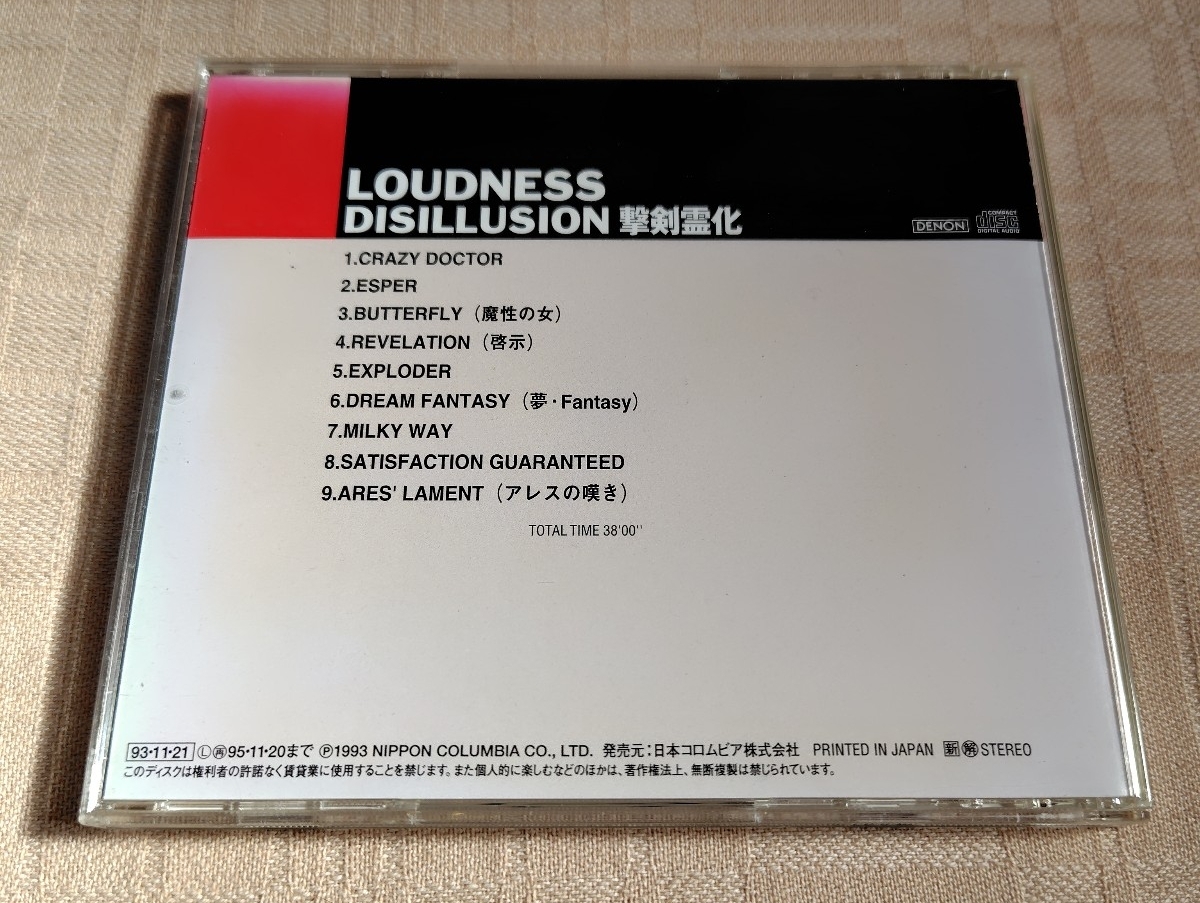 LOUDNESS
DISILLUSION 撃剣霊化
DENON COMPACT disc DIGITAL AUDIO
1.CRAZY DOCTOR
2.ESPER
3.BUTTERFLY（魔性の女）
4.REVELATION（啓示）
5.EXPLODER
6.DREAM FANTASY（夢・Fantasy）
7.MILKY WAY
8.SATISFACTION GUARANTEED
9.ARES' LAMENT（アレスの嘆き）
TOTAL TIME 38'00''
93・11・21 Ⓛ㊢95・11・20まで ℗1993 NIPPON COLUMBIA CO., LTD. 発売元：日本コロムビア株式会社 PRINTED IN JAPAN 新 解 STEREO
このディスクは権利者の許諾なく賃貸業に使用することを禁じます。また個人的に楽しむなどのほかは、著作権法上、無断複製は禁じられています。